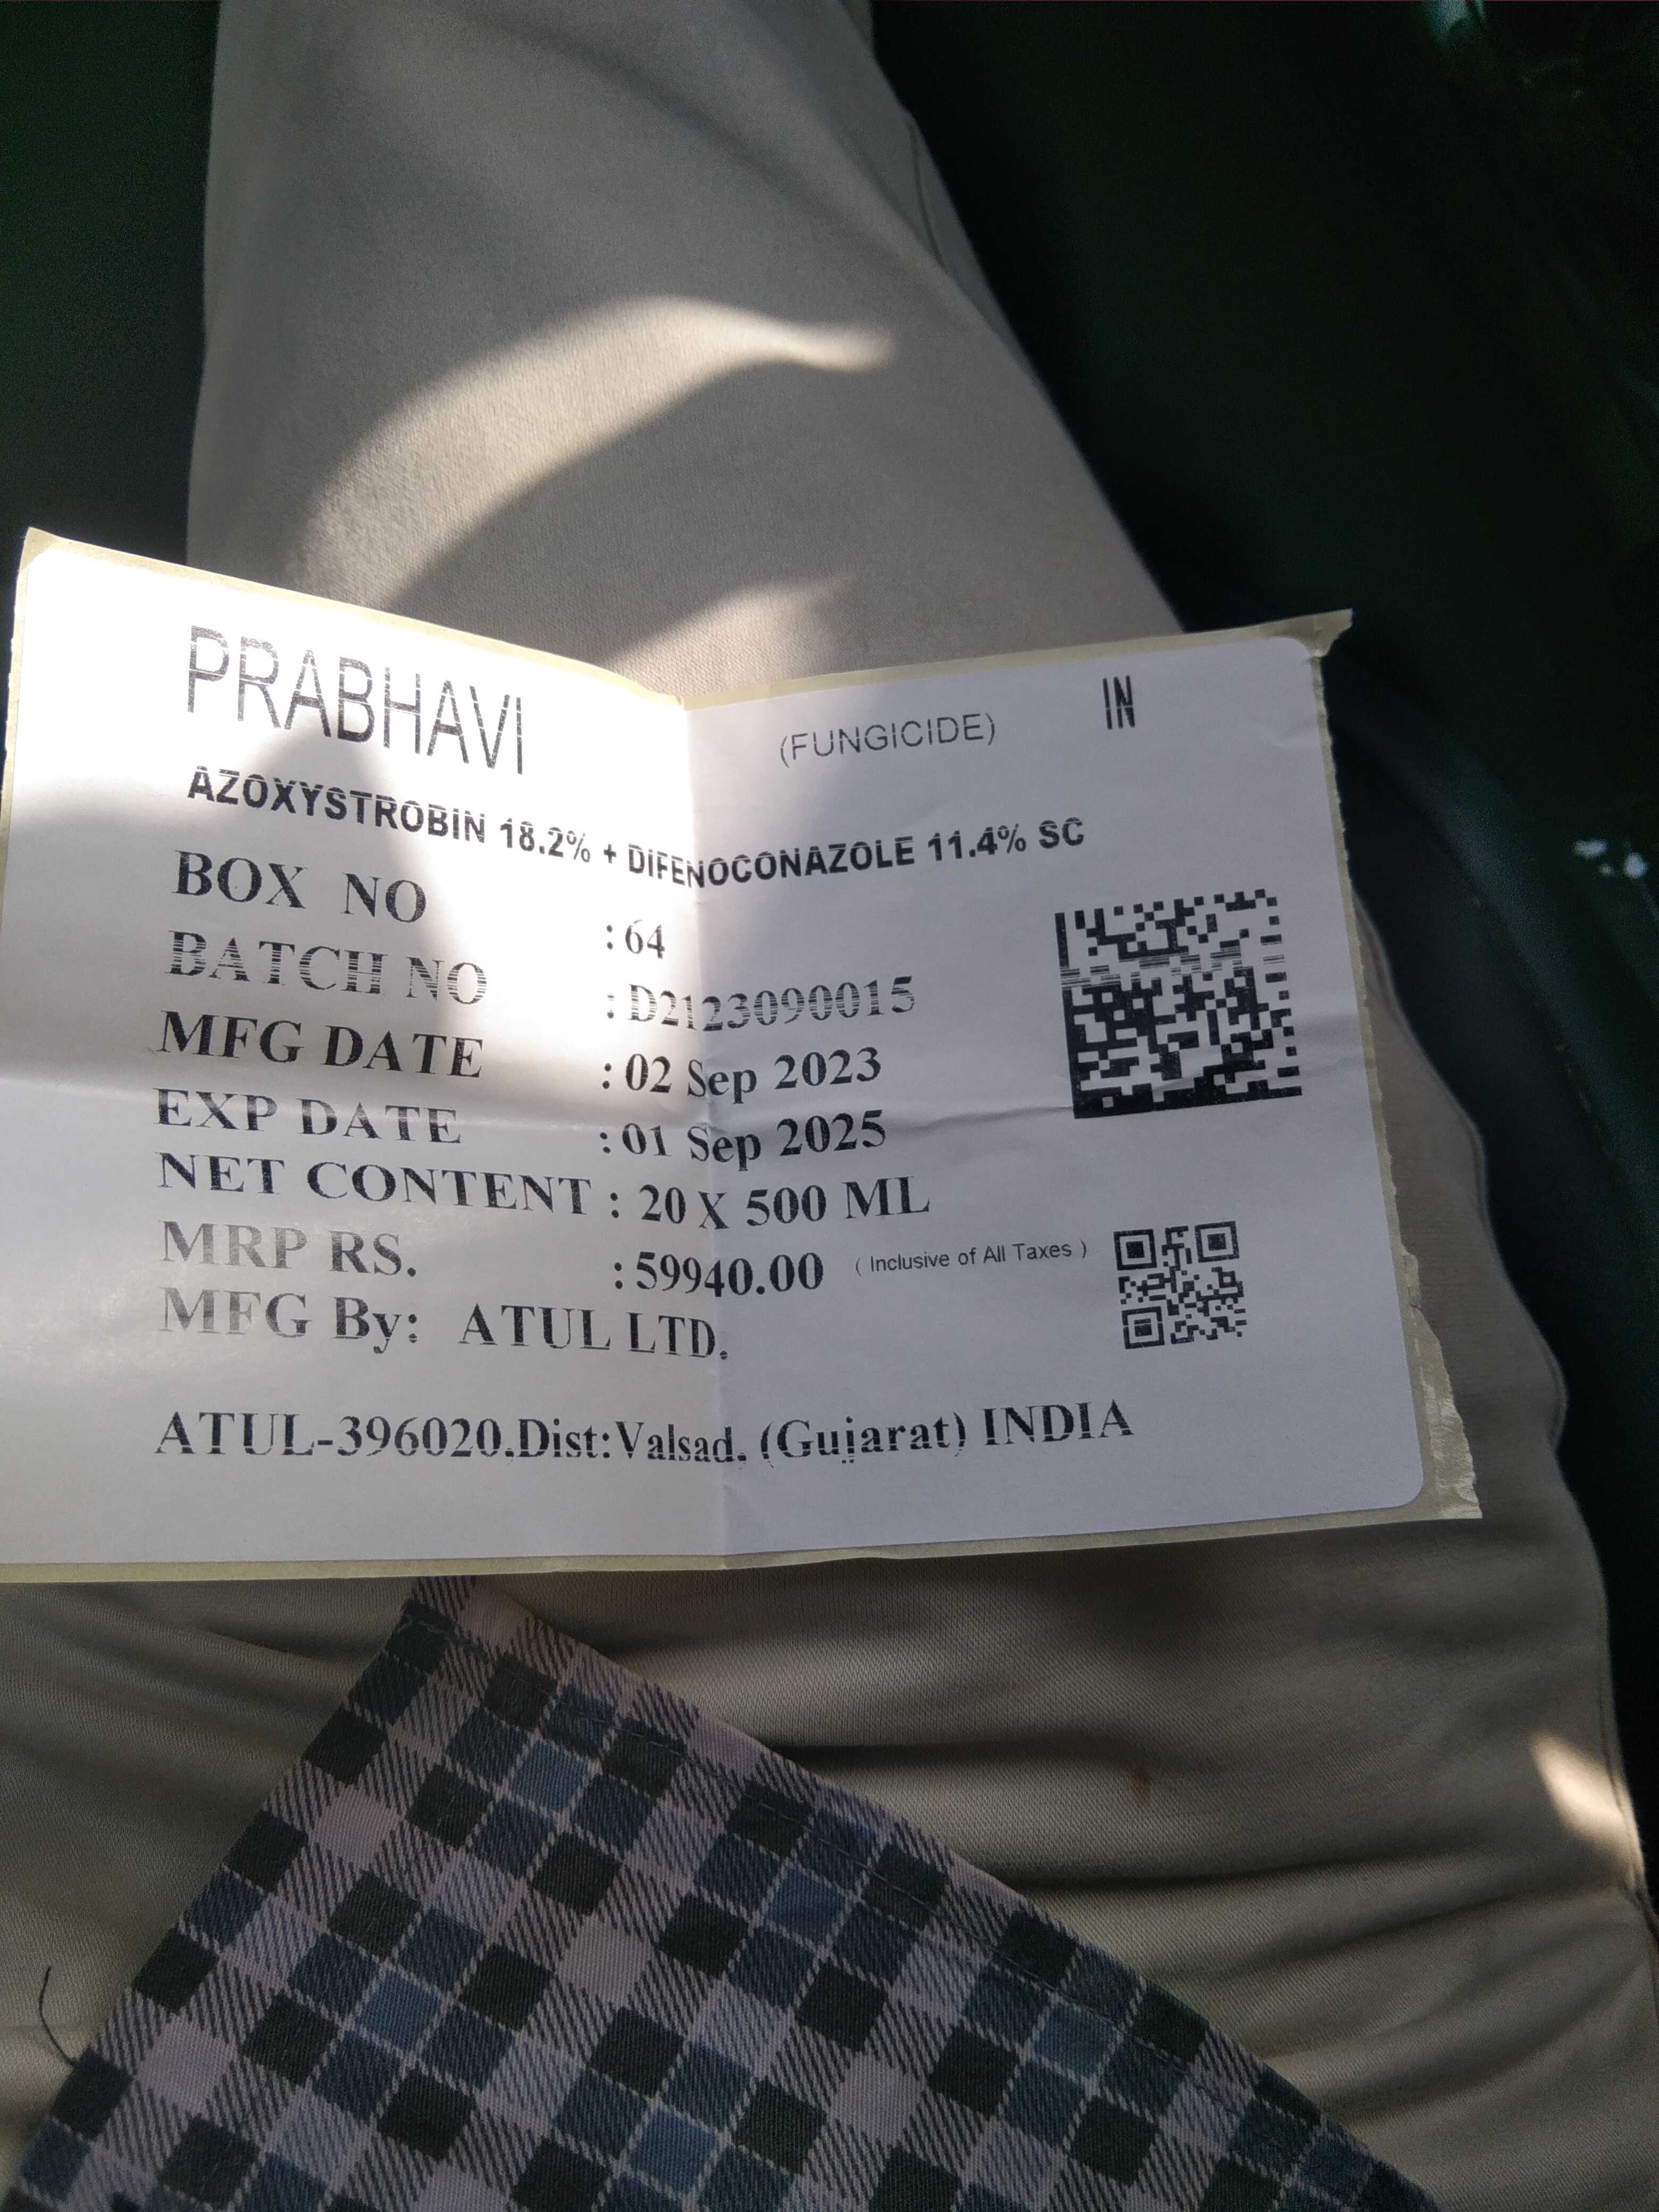 PRABHAVI (FUNGICIDE) IN
AZOXYSTROBIN 18.2% + DIFENOCONAZOLE 11.4% SC
BOX NO : 64
BATCH NO : D2123090015
MFG DATE : 02 Sep 2023
EXP DATE : 01 Sep 2025
NET CONTENT : 20 X 500 ML
MRP RS. : 59940.00 ( Inclusive of All Taxes )
MFG By: ATUL LTD.
ATUL-396020.Dist:Valsad. (Gujarat) INDIA